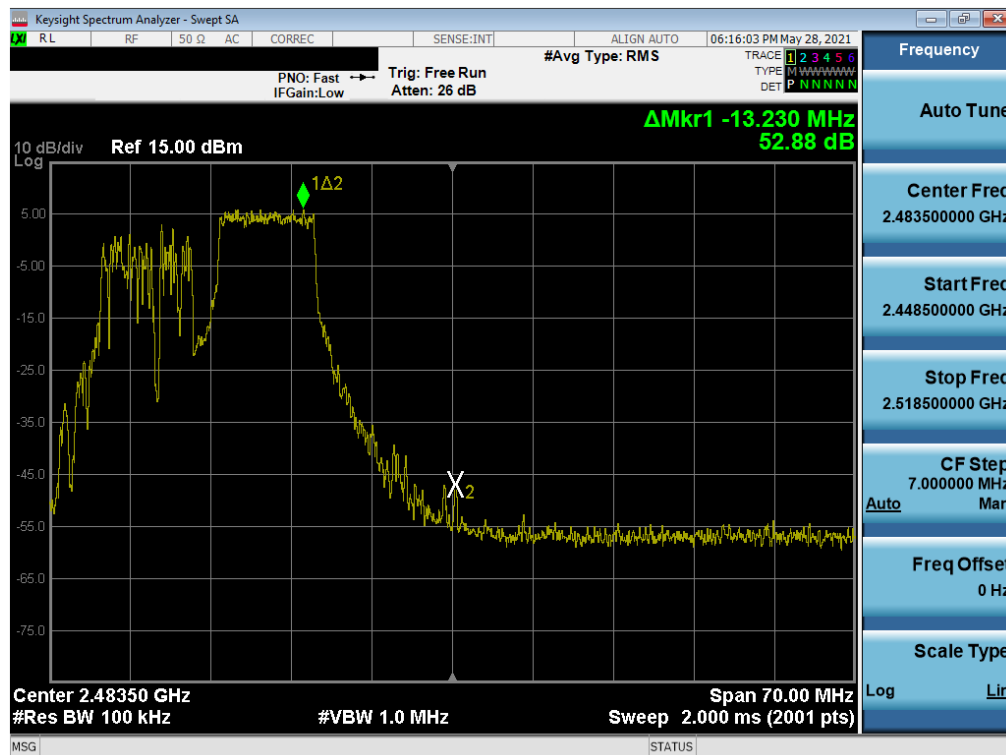 Keysight Spectrum Analyzer - Swept SA
LXI RL RF 50 Ω AC CORREC SENSE:INT ALIGN AUTO 06:16:03 PM May 28, 2021
#Avg Type: RMS
TRACE 1 2 3 4 5 6
PNO: Fast
Trig: Free Run
TYPE M W W W W W
IFGain:Low
Atten: 26 dB
DET P N N N N N
ΔMkr1 -13.230 MHz
52.88 dB
10 dB/div Ref 15.00 dBm
Log
1Δ2
5.00
-5.00
-15.0
-25.0
-35.0
-45.0
2
-55.0
-65.0
-75.0
Center 2.48350 GHz
Span 70.00 MHz
#Res BW 100 kHz
#VBW 1.0 MHz
Sweep 2.000 ms (2001 pts)
MSG
STATUS
Frequency
Auto Tune
Center Freq
2.483500000 GHz
Start Freq
2.448500000 GHz
Stop Freq
2.518500000 GHz
CF Step
7.000000 MHz
Auto Man
Freq Offset
0 Hz
Scale Type
Log Lin